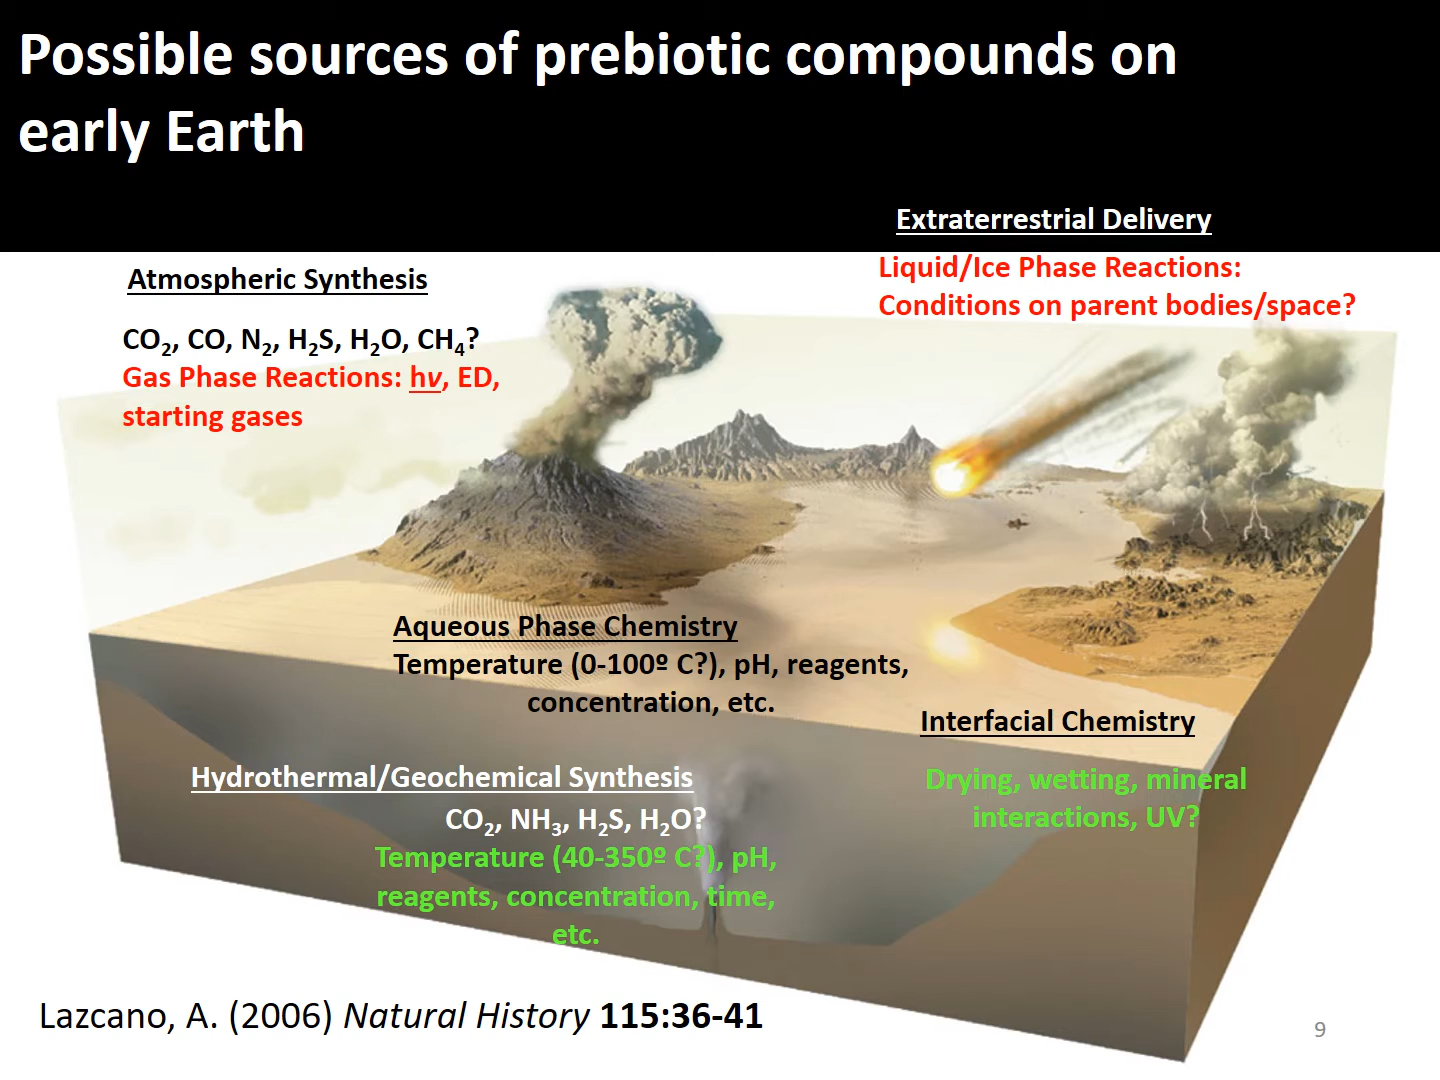 Possible sources of prebiotic compounds on
early Earth
Extraterrestrial Delivery
Liquid/Ice Phase Reactions:
Conditions on parent bodies/space?
Atmospheric Synthesis
CO₂, CO, N₂, H₂S, H₂O, CH₄?
Gas Phase Reactions: hv, ED,
starting gases
Aqueous Phase Chemistry
Temperature (0-100º C?), pH, reagents,
concentration, etc.
Interfacial Chemistry
Drying, wetting, mineral
interactions, UV?
Hydrothermal/Geochemical Synthesis
CO₂, NH₃, H₂S, H₂O?
Temperature (40-350º C?), pH,
reagents, concentration, time,
etc.
Lazcano, A. (2006) Natural History 115:36-41
9